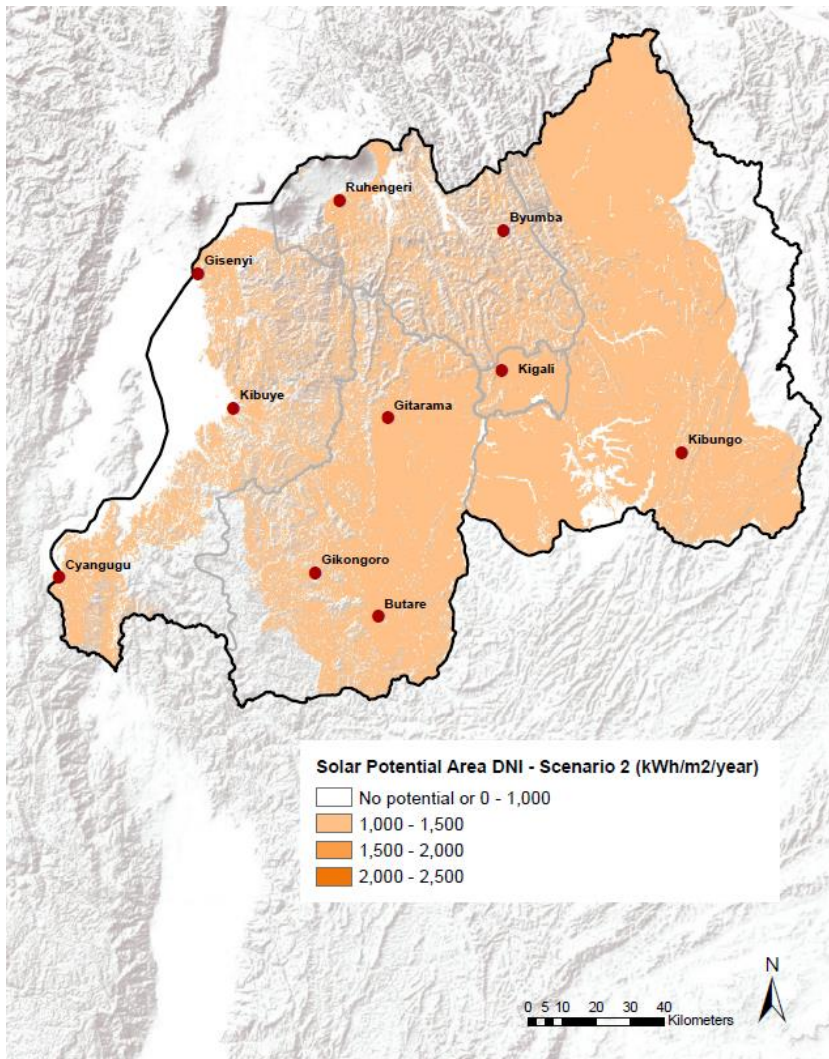 Ruhengeri
Byumba
Gisenyi
Kigali
Kibuye
Gitarama
Kibungo
Gikongoro
Cyangugu
Butare
Solar Potential Area DNI - Scenario 2 (kWh/m2/year)
No potential or 0 - 1,000
1,000 - 1,500
1,500 - 2,000
2,000 - 2,500
N
0 5 10 20 30 40
Kilometers